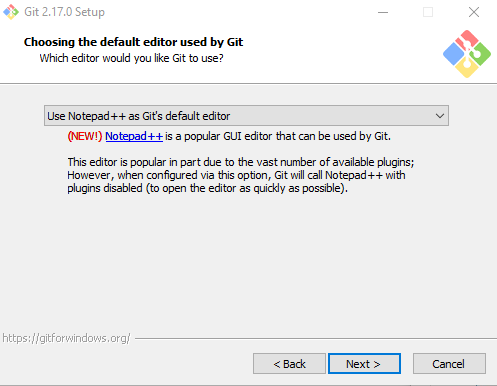 Git 2.17.0 Setup
Choosing the default editor used by Git
Which editor would you like Git to use?
Use Notepad++ as Git's default editor
(NEW!) Notepad++ is a popular GUI editor that can be used by Git.
This editor is popular in part due to the vast number of available plugins;
However, when configured via this option, Git will call Notepad++ with
plugins disabled (to open the editor as quickly as possible).
https://gitforwindows.org/
< Back
Next >
Cancel